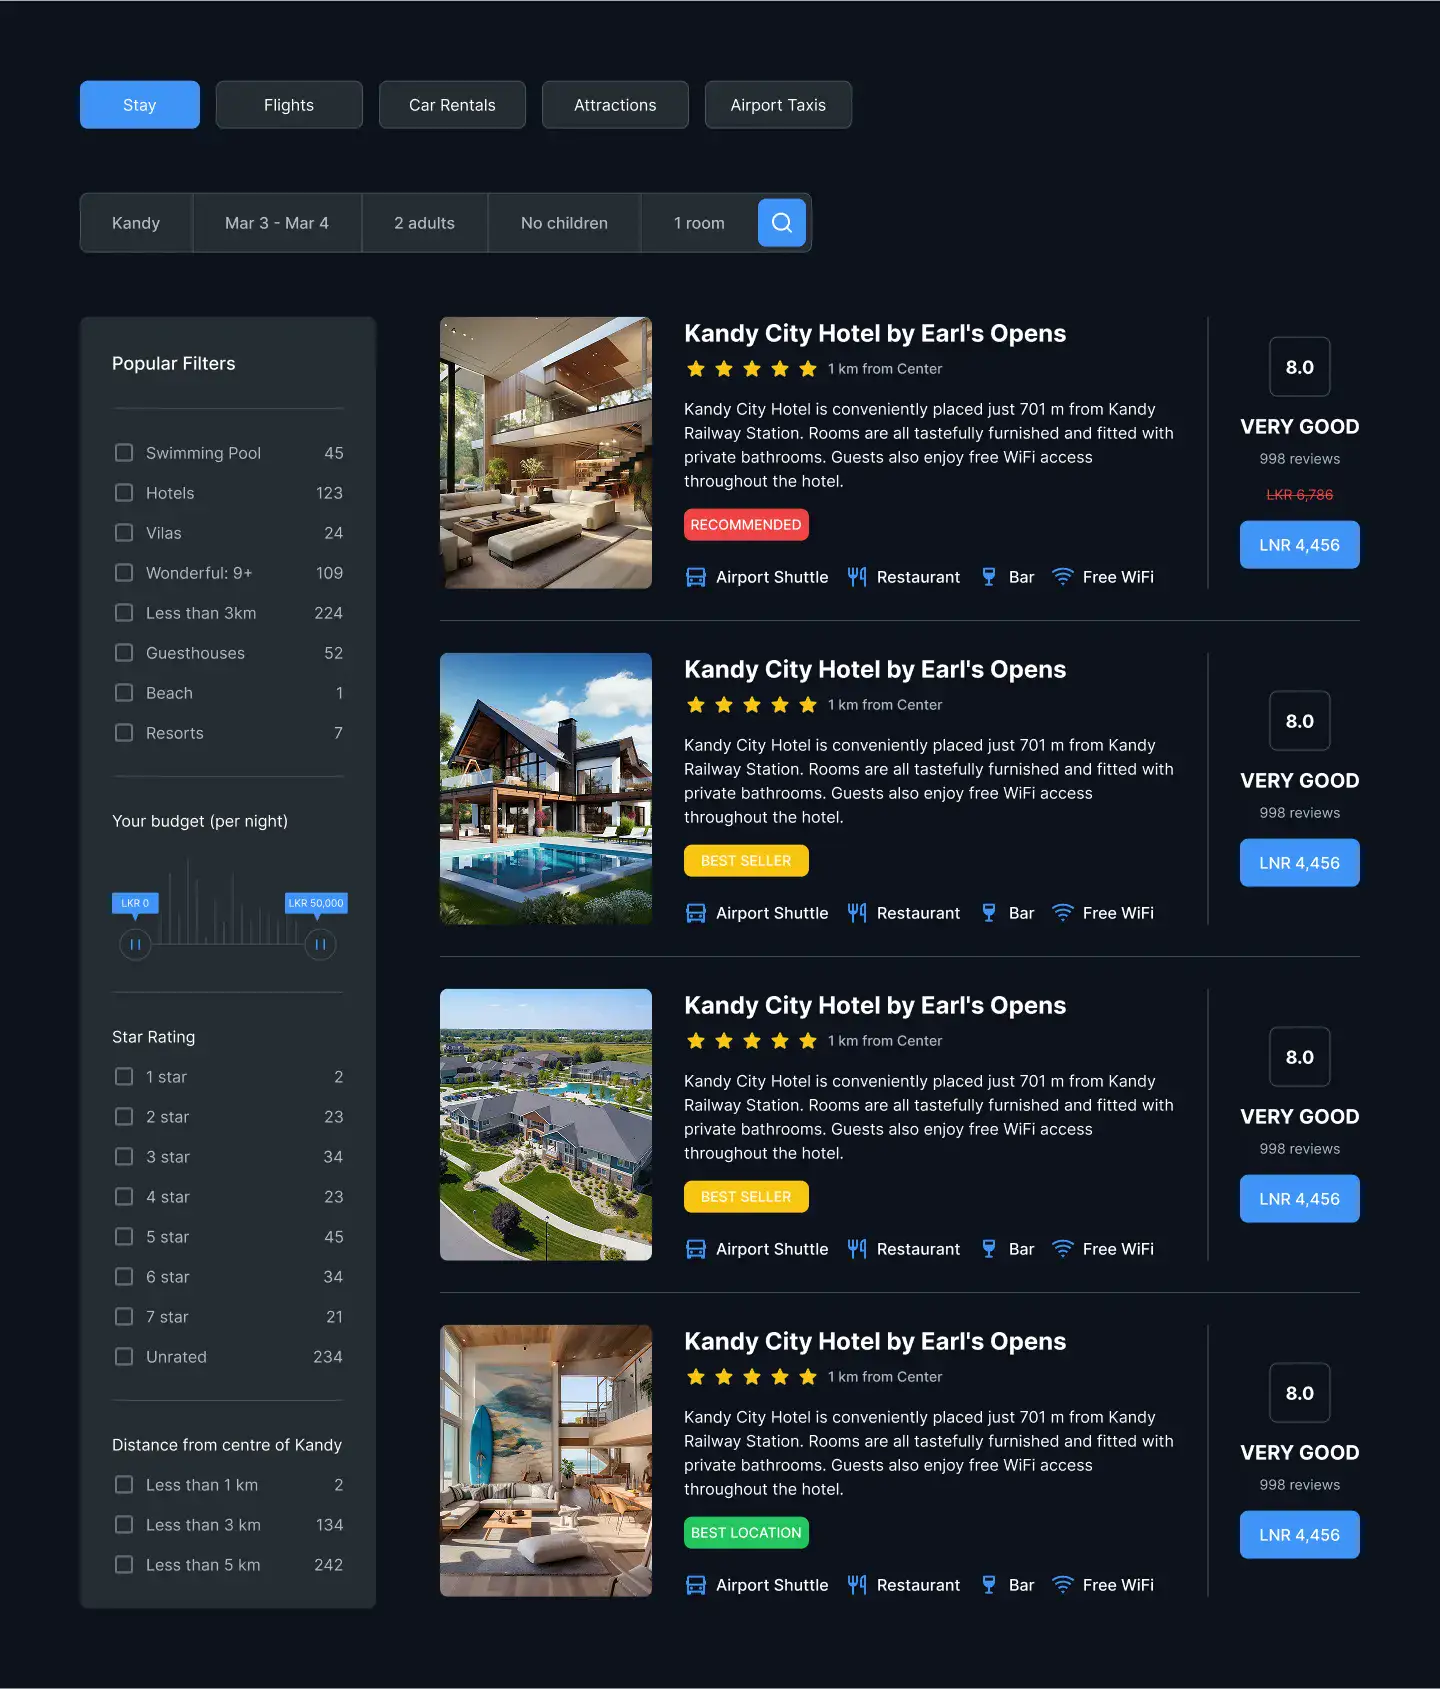 Stay
Flights
Car Rentals
Attractions
Airport Taxis
Kandy
Mar 3 - Mar 4
2 adults
No children
1 room
Popular Filters
Swimming Pool 45
Hotels 123
Vilas 24
Wonderful: 9+ 109
Less than 3km 224
Guesthouses 52
Beach 1
Resorts 7
Your budget (per night)
LKR 0
LKR 50,000
Star Rating
1 star 2
2 star 23
3 star 34
4 star 23
5 star 45
6 star 34
7 star 21
Unrated 234
Distance from centre of Kandy
Less than 1 km 2
Less than 3 km 134
Less than 5 km 242
Kandy City Hotel by Earl's Opens
1 km from Center
Kandy City Hotel is conveniently placed just 701 m from Kandy
Railway Station. Rooms are all tastefully furnished and fitted with
private bathrooms. Guests also enjoy free WiFi access
throughout the hotel.
RECOMMENDED
Airport Shuttle
Restaurant
Bar
Free WiFi
8.0
VERY GOOD
998 reviews
LKR 6,786
LNR 4,456
Kandy City Hotel by Earl's Opens
1 km from Center
Kandy City Hotel is conveniently placed just 701 m from Kandy
Railway Station. Rooms are all tastefully furnished and fitted with
private bathrooms. Guests also enjoy free WiFi access
throughout the hotel.
BEST SELLER
Airport Shuttle
Restaurant
Bar
Free WiFi
8.0
VERY GOOD
998 reviews
LNR 4,456
Kandy City Hotel by Earl's Opens
1 km from Center
Kandy City Hotel is conveniently placed just 701 m from Kandy
Railway Station. Rooms are all tastefully furnished and fitted with
private bathrooms. Guests also enjoy free WiFi access
throughout the hotel.
BEST SELLER
Airport Shuttle
Restaurant
Bar
Free WiFi
8.0
VERY GOOD
998 reviews
LNR 4,456
Kandy City Hotel by Earl's Opens
1 km from Center
Kandy City Hotel is conveniently placed just 701 m from Kandy
Railway Station. Rooms are all tastefully furnished and fitted with
private bathrooms. Guests also enjoy free WiFi access
throughout the hotel.
BEST LOCATION
Airport Shuttle
Restaurant
Bar
Free WiFi
8.0
VERY GOOD
998 reviews
LNR 4,456